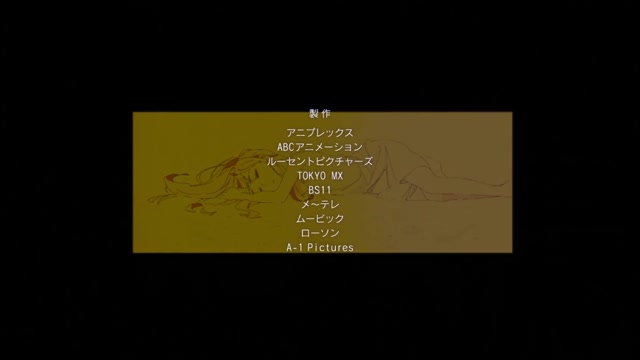 製作
アニプレックス
ABCアニメーション
ルーセントピクチャーズ
TOKYO MX
BS11
メ〜テレ
ムービック
ローソン
A-1 Pictures